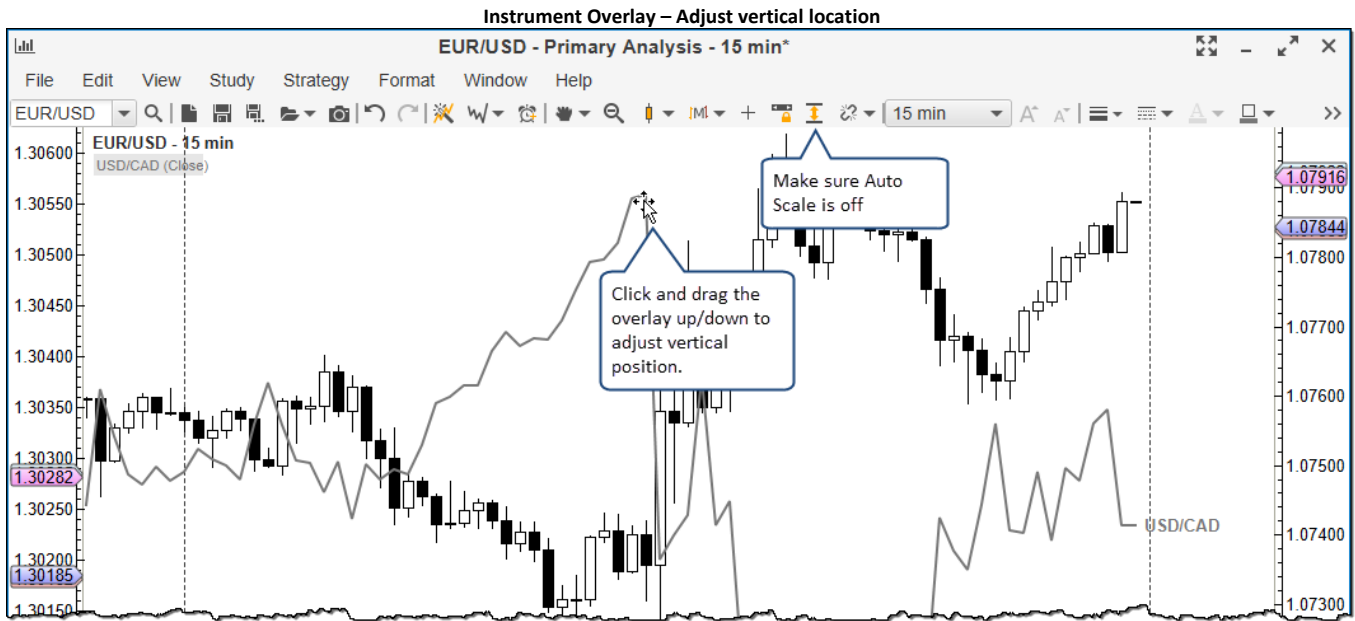 Instrument Overlay – Adjust vertical location
EUR/USD - Primary Analysis - 15 min*
File Edit View Study Strategy Format Window Help
EUR/USD 15 min
EUR/USD - 15 min
USD/CAD (Close)
Make sure Auto
Scale is off
Click and drag the
overlay up/down to
adjust vertical
position.
USD/CAD
1.30600
1.30550
1.30500
1.30450
1.30400
1.30350
1.30300
1.30282
1.30250
1.30200
1.30185
1.30150
1.07916
1.07900
1.07844
1.07800
1.07700
1.07600
1.07500
1.07400
1.07300